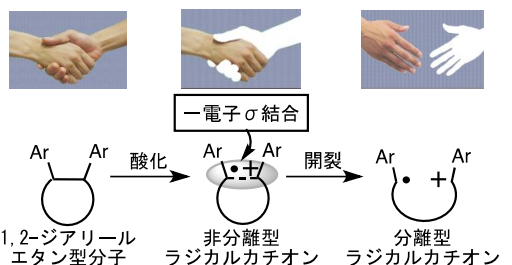 一電子σ結合
Ar Ar
酸化
Ar Ar
•+
開裂
Ar Ar
• +
1,2-ジアリール
エタン型分子
非分離型
ラジカルカチオン
分離型
ラジカルカチオン